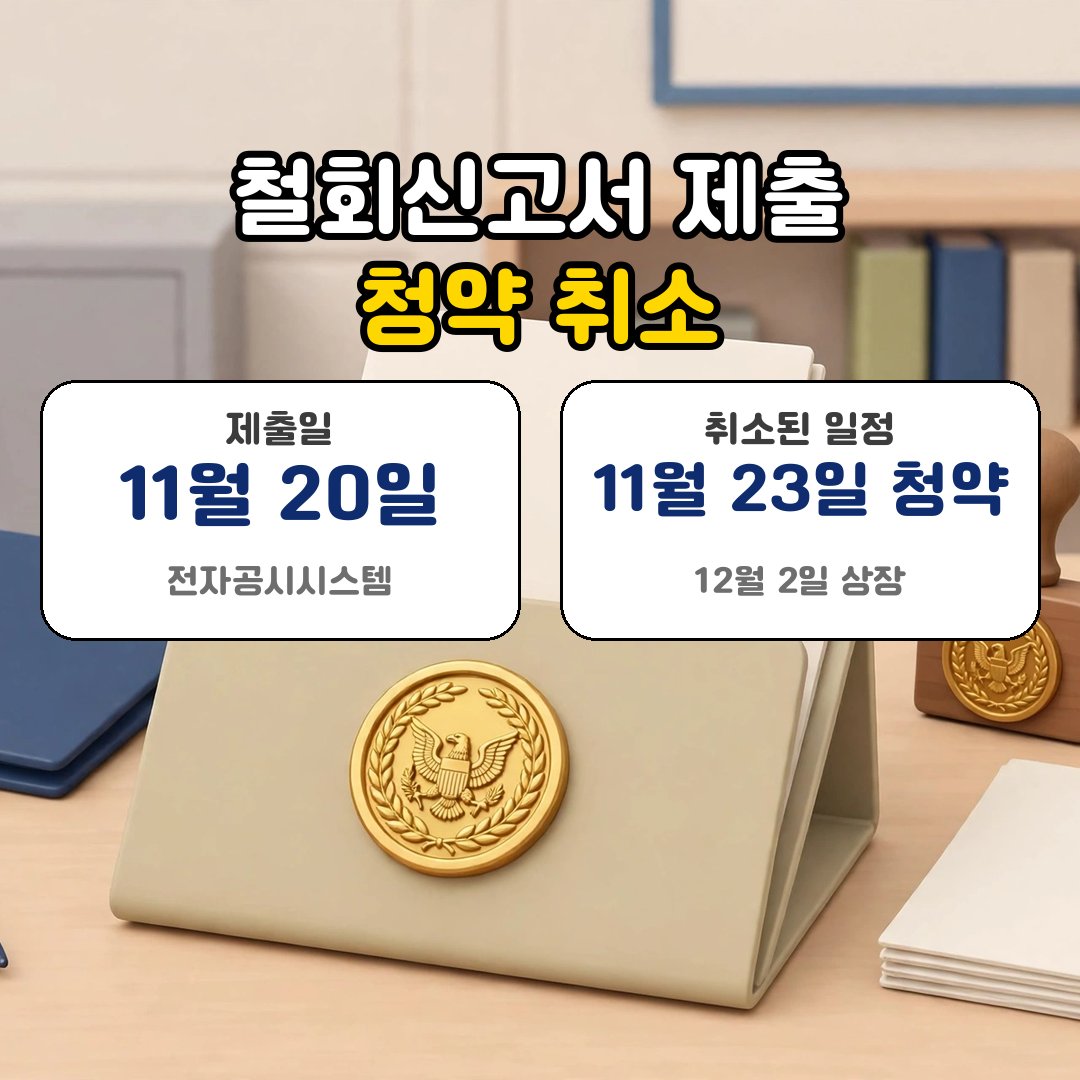 철회신고서 제출
청약 취소
제출일
11월 20일
전자공시시스템
취소된 일정
11월 23일 청약
12월 2일 상장